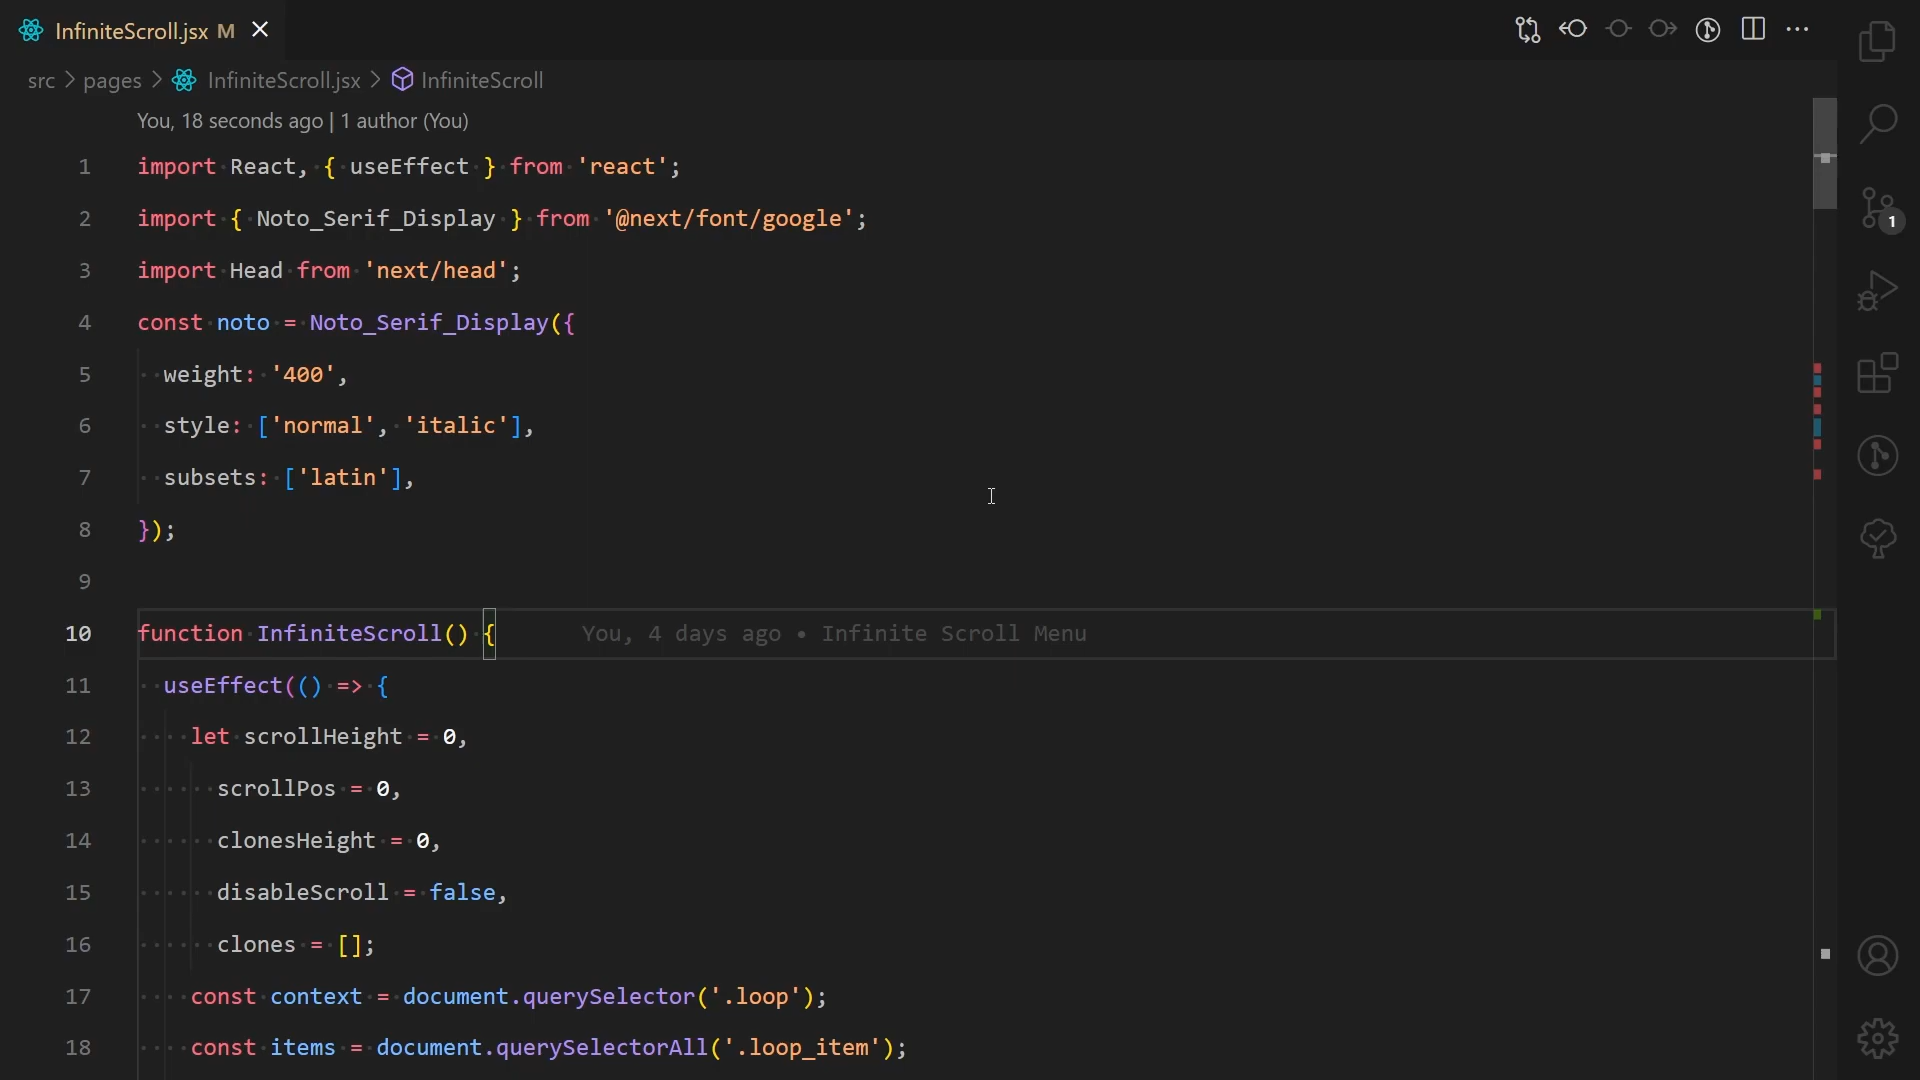 InfiniteScroll.jsx M
src > pages > InfiniteScroll.jsx > InfiniteScroll
You, 18 seconds ago | 1 author (You)
1 import React, { useEffect } from 'react';
2 import { Noto_Serif_Display } from '@next/font/google';
3 import Head from 'next/head';
4 const noto = Noto_Serif_Display({
5 weight: '400',
6 style: ['normal', 'italic'],
7 subsets: ['latin'],
8 });
9
10 function InfiniteScroll() { You, 4 days ago • Infinite Scroll Menu
11 useEffect(() => {
12 let scrollHeight = 0,
13 scrollPos = 0,
14 clonesHeight = 0,
15 disableScroll = false,
16 clones = [];
17 const context = document.querySelector('.loop');
18 const items = document.querySelectorAll('.loop_item');
1